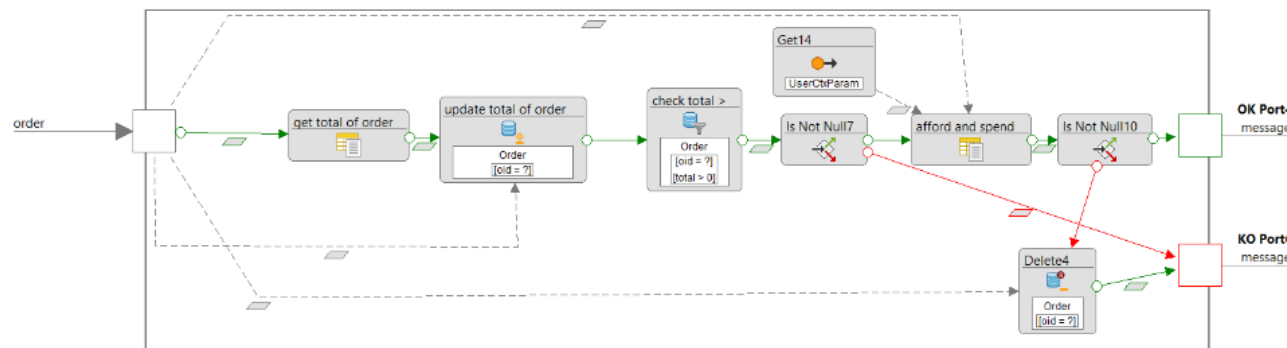 order
get total of order
update total of order
Order
[oid = ?]
check total >
Order
[oid = ?]
[total > 0]
Get14
UserCtxParam
Is Not Null7
afford and spend
Is Not Null10
OK Port
message
KO Port
message
Delete4
Order
[oid = ?]